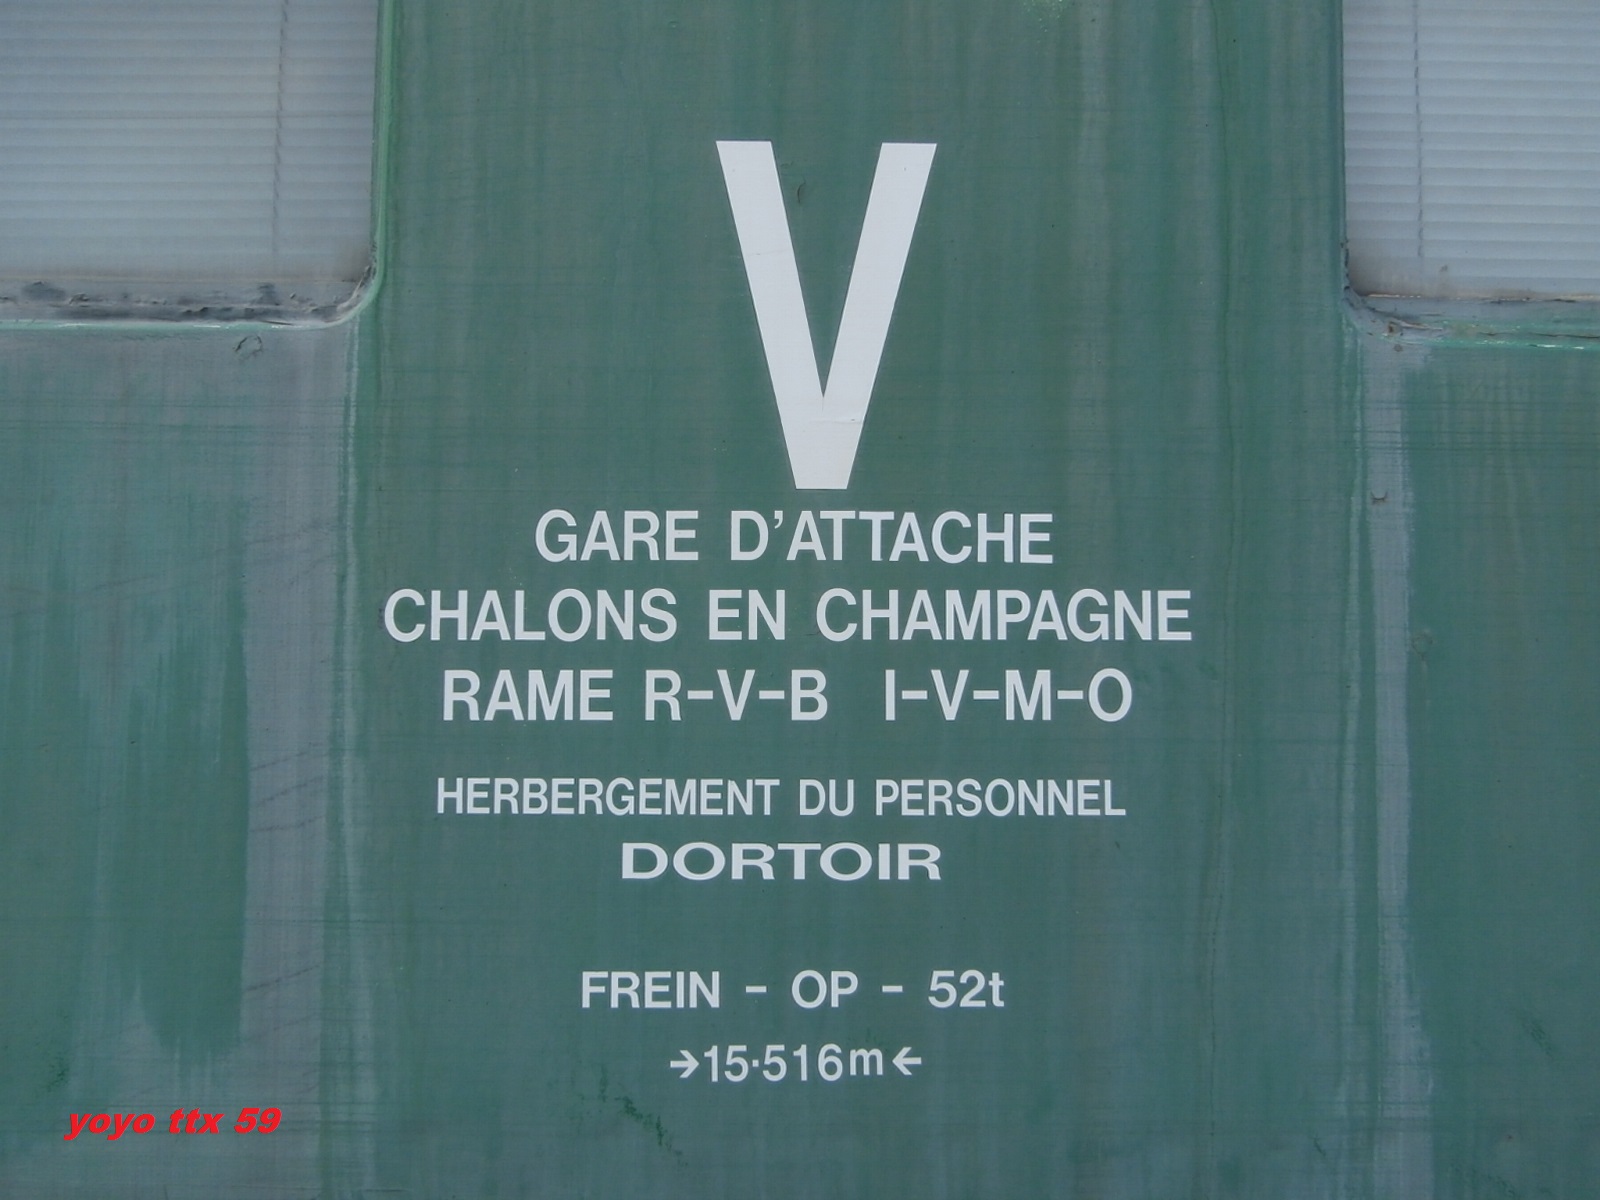 V
GARE D'ATTACHE
CHALONS EN CHAMPAGNE
RAME R-V-B I-V-M-O
HERBERGEMENT DU PERSONNEL
DORTOIR
FREIN - OP - 52t
→15·516m←
yoyo ttx 59